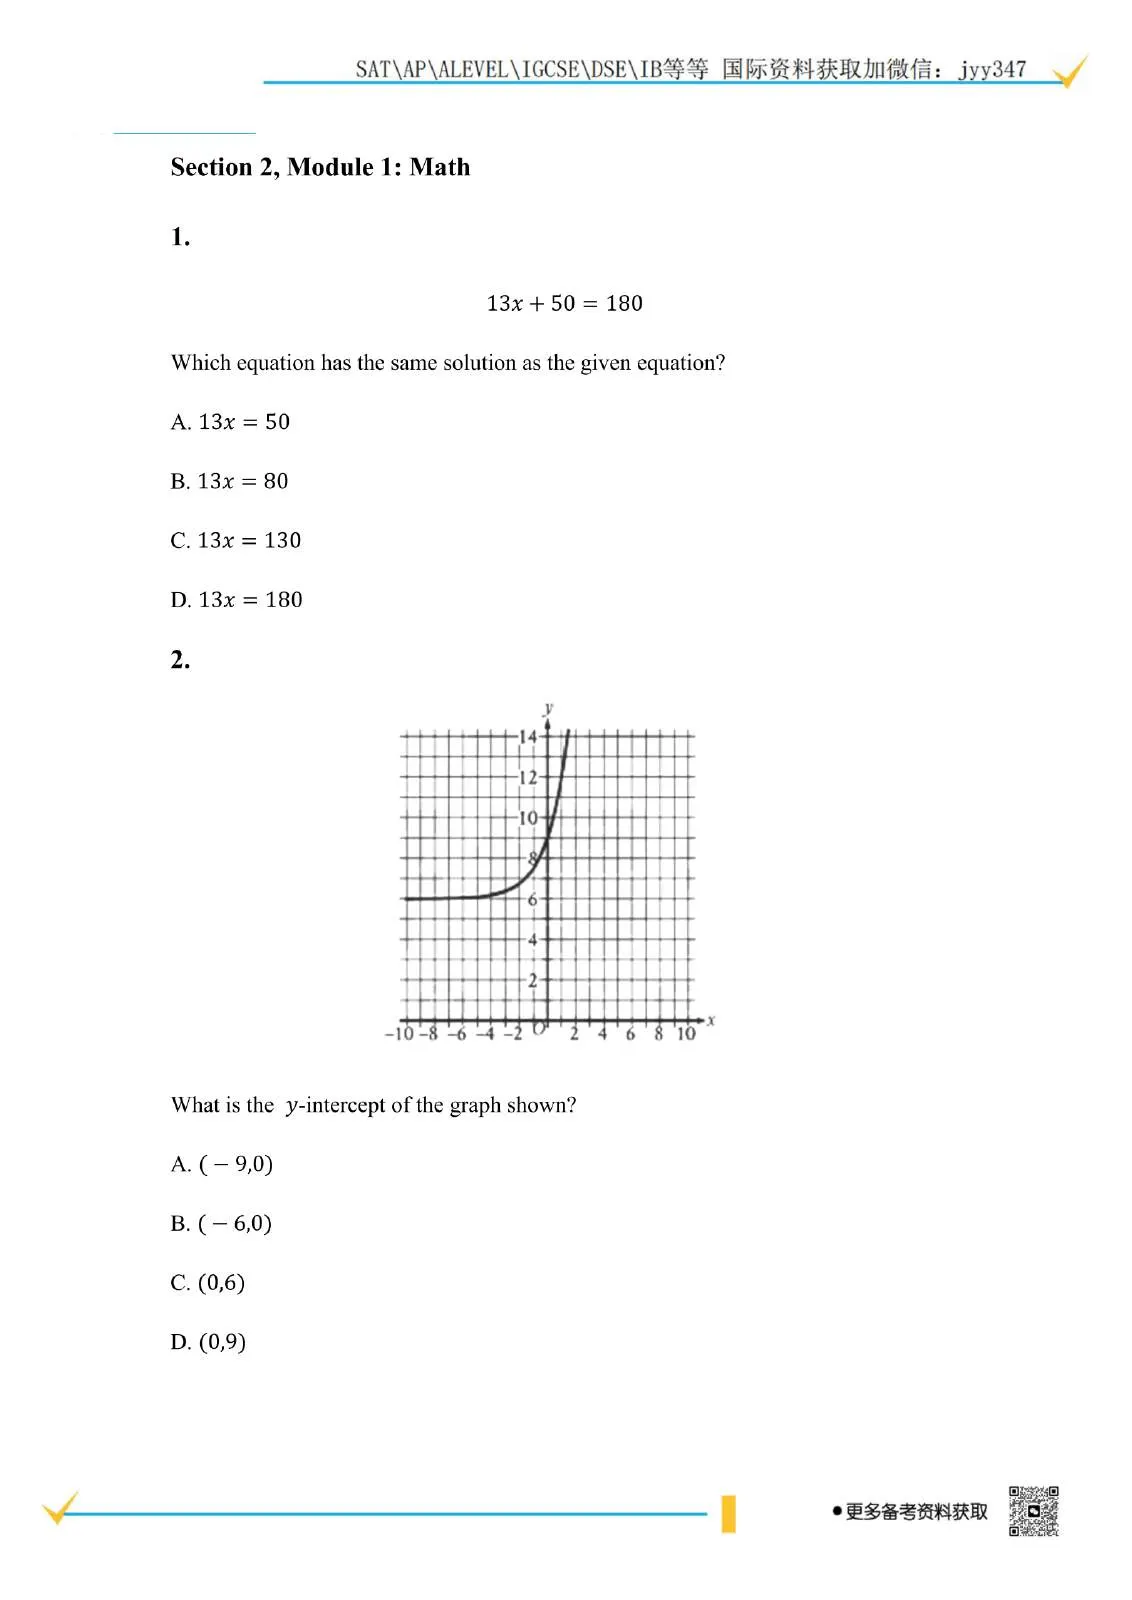 SAT\AP\ALEVEL\IGCSE\DSE\IB等等 国际资料获取加微信：jyy347
Section 2, Module 1: Math
1.
13x + 50 = 180
Which equation has the same solution as the given equation?
A. 13x = 50
B. 13x = 80
C. 13x = 130
D. 13x = 180
2.
y
14
12
10
8
6
4
2
-10 -8 -6 -4 -2 O 2 4 6 8 10 x
What is the y-intercept of the graph shown?
A. ( − 9,0)
B. ( − 6,0)
C. (0,6)
D. (0,9)
●更多备考资料获取